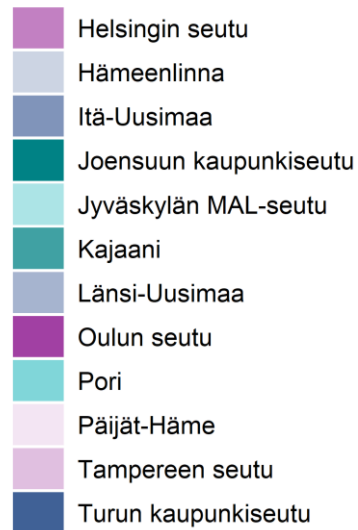 Helsingin seutu
Hämeenlinna
Itä-Uusimaa
Joensuun kaupunkiseutu
Jyväskylän MAL-seutu
Kajaani
Länsi-Uusimaa
Oulun seutu
Pori
Päijät-Häme
Tampereen seutu
Turun kaupunkiseutu